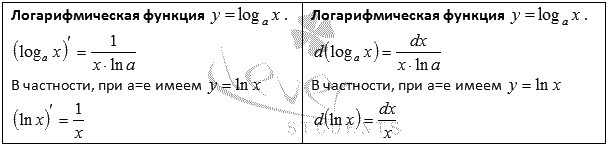 Логарифмическая функция y = log_a x .
(log_a x)′ = 1 / (x · ln a)
В частности, при а=е имеем y = ln x
(ln x)′ = 1 / x
Логарифмическая функция y = log_a x .
d(log_a x) = dx / (x · ln a)
В частности, при а=е имеем y = ln x
d(ln x) = dx / x
STUDENTS